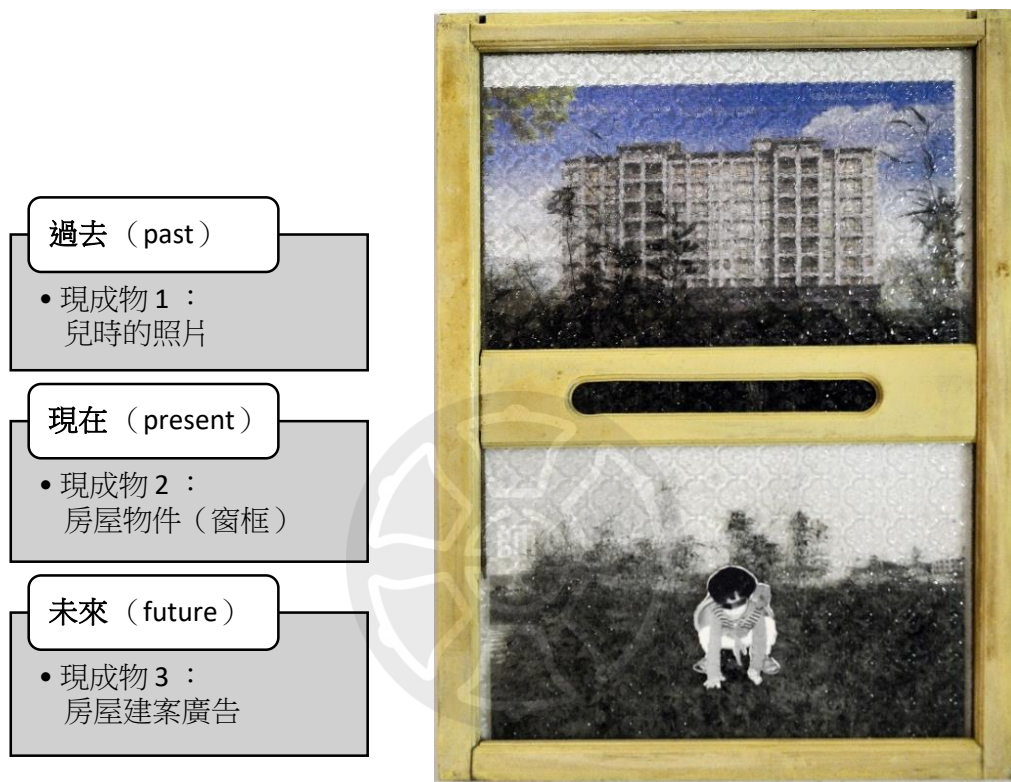 過去（past）
• 現成物 1 ：
兒時的照片
現在（present）
• 現成物 2 ：
房屋物件（窗框）
未來（future）
• 現成物 3 ：
房屋建案廣告
師